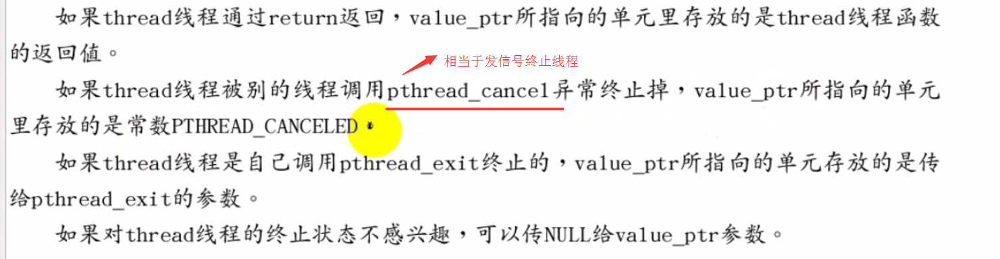 如果thread线程通过return返回，value_ptr所指向的单元里存放的是thread线程函数
的返回值。
相当于发信号终止线程
如果thread线程被别的线程调用pthread_cancel异常终止掉，value_ptr所指向的单元
里存放的是常数PTHREAD_CANCELED。
如果thread线程是自己调用pthread_exit终止的，value_ptr所指向的单元存放的是传
给pthread_exit的参数。
如果对thread线程的终止状态不感兴趣，可以传NULL给value_ptr参数。